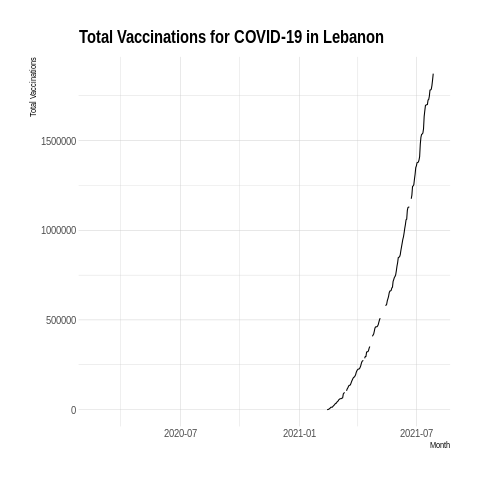 Total Vaccinations for COVID-19 in Lebanon
Total Vaccinations
1500000
1000000
500000
0
2020-07
2021-01
2021-07
Month